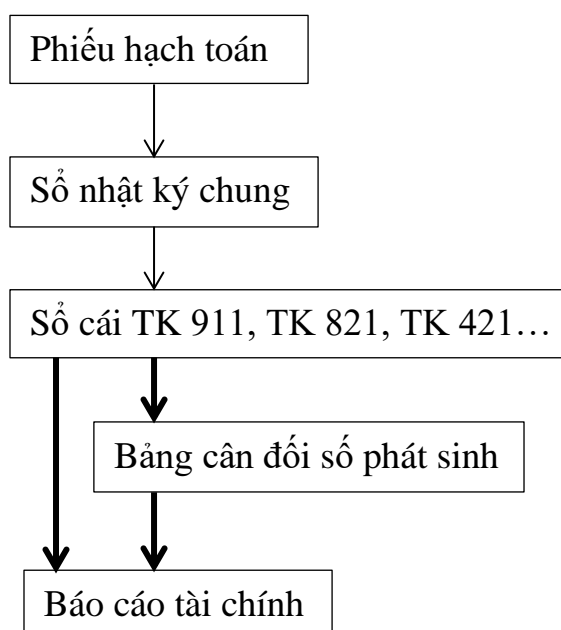 Phiếu hạch toán
Sổ nhật ký chung
Sổ cái TK 911, TK 821, TK 421…
Bảng cân đối số phát sinh
Báo cáo tài chính